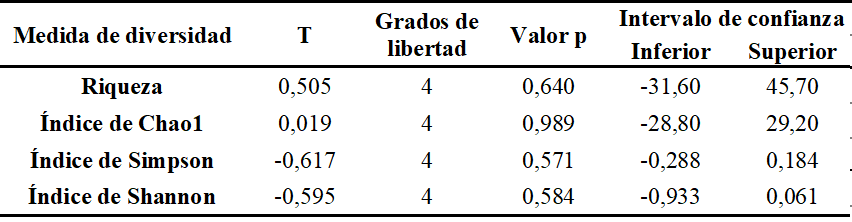 Medida de diversidad T Grados de libertad Valor p Intervalo de confianza
Inferior Superior
Riqueza 0,505 4 0,640 -31,60 45,70
Índice de Chao1 0,019 4 0,989 -28,80 29,20
Índice de Simpson -0,617 4 0,571 -0,288 0,184
Índice de Shannon -0,595 4 0,584 -0,933 0,061